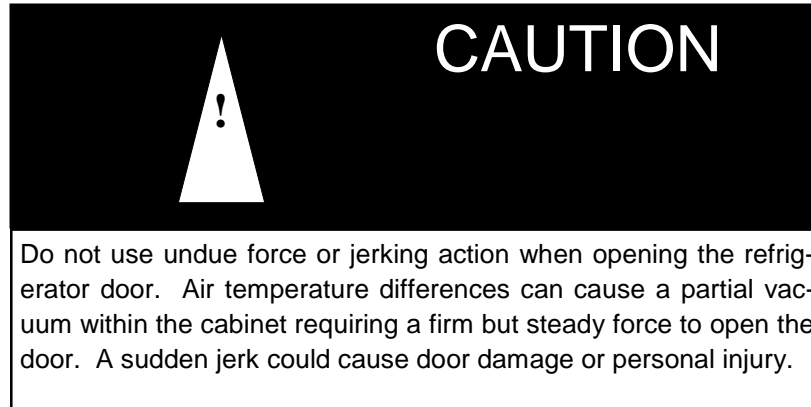 CAUTION
!
Do not use undue force or jerking action when opening the refrig-
erator door. Air temperature differences can cause a partial vac-
uum within the cabinet requiring a firm but steady force to open the
door. A sudden jerk could cause door damage or personal injury.